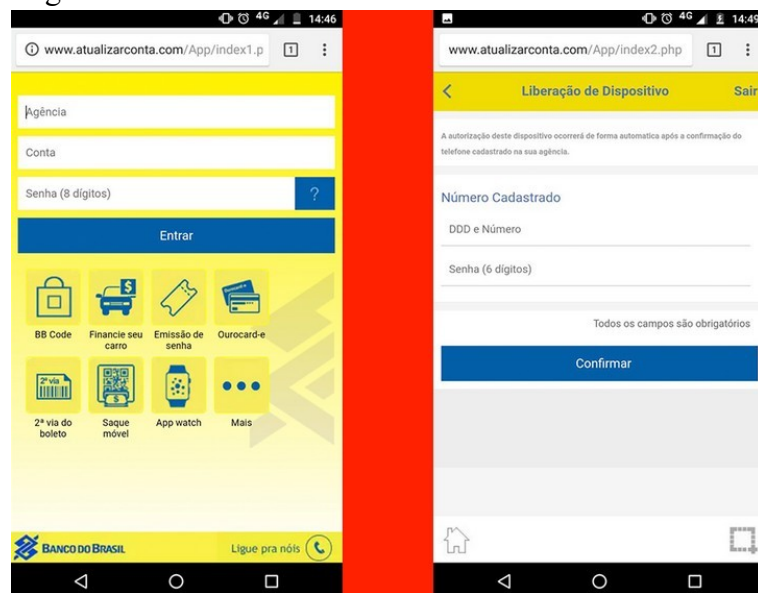 14:46
www.atualizarconta.com/App/index1.p
1
Agência
Conta
Senha (8 dígitos)
?
Entrar
BB Code
Financie seu carro
Emissão de senha
Ourocard-e
2ª via do boleto
Saque móvel
App watch
Mais
BANCO DO BRASIL
Ligue pra nóis
4G 14:49
www.atualizarconta.com/App/index2.php
1
Liberação de Dispositivo
Sair
A autorização deste dispositivo ocorrerá de forma automatica após a confirmação do
telefone cadastrado na sua agência.
Número Cadastrado
DDD e Número
Senha (6 dígitos)
Todos os campos são obrigatórios
Confirmar